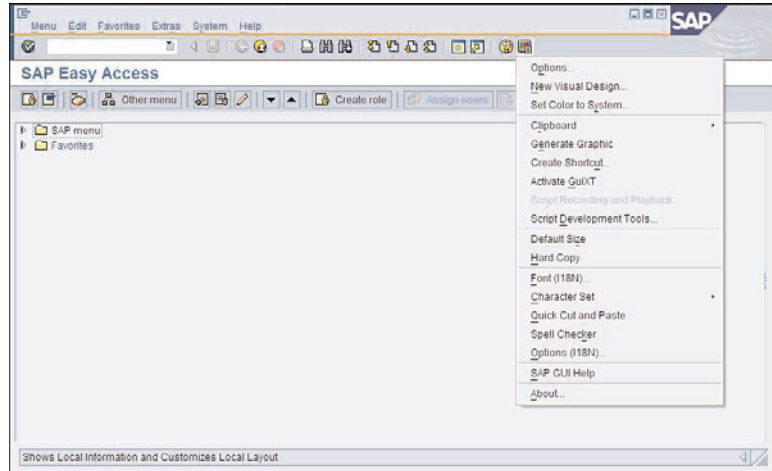 Menu Edit Favorites Extras System Help
SAP
SAP Easy Access
Other menu Create role Assign users
SAP menu
Favorites
Options...
New Visual Design...
Set Color to System...
Clipboard
Generate Graphic
Create Shortcut...
Activate GuiXT
Script Recording and Playback
Script Development Tools...
Default Size
Hard Copy
Font (I18N)...
Character Set
Quick Cut and Paste
Spell Checker
Options (I18N)...
SAP GUI Help
About...
Shows Local Information and Customizes Local Layout